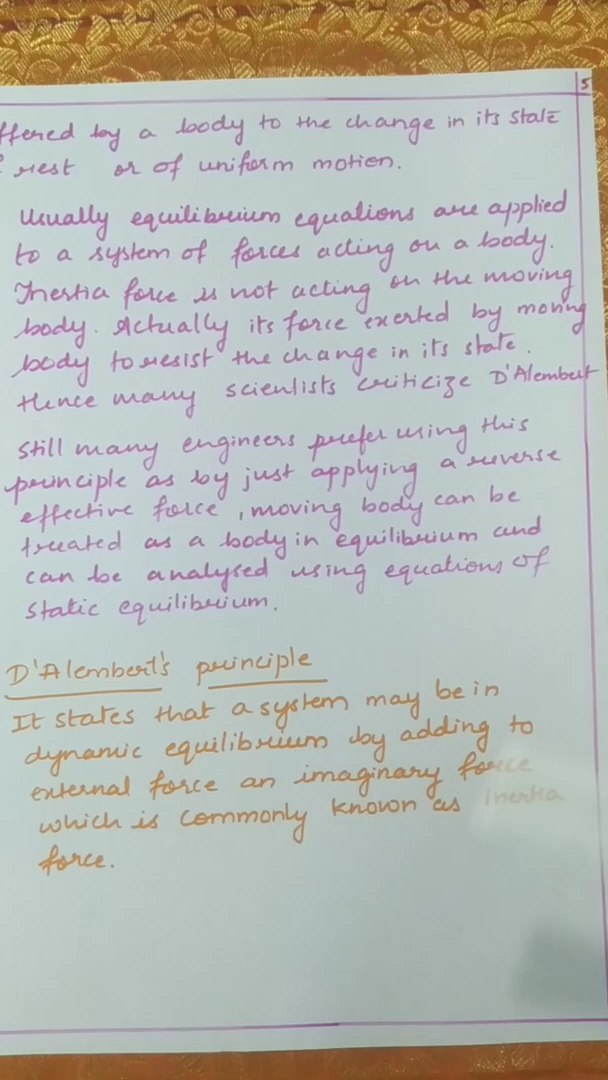 5
ffered by a body to the change in its state
rest or of uniform motion.
Usually equilibrium equations are applied
to a system of forces acting on a body.
Inertia force is not acting on the moving
body. Actually its force exerted by moving
body to resist the change in its state.
Hence many scientists criticize D'Alembert
Still many engineers prefer using this
principle as by just applying a reverse
effective force, moving body can be
treated as a body in equilibrium and
can be analysed using equations of
static equilibrium.
D'Alembert's principle
It states that a system may be in
dynamic equilibrium by adding to
external force an imaginary force
which is commonly known as Inertia
force.